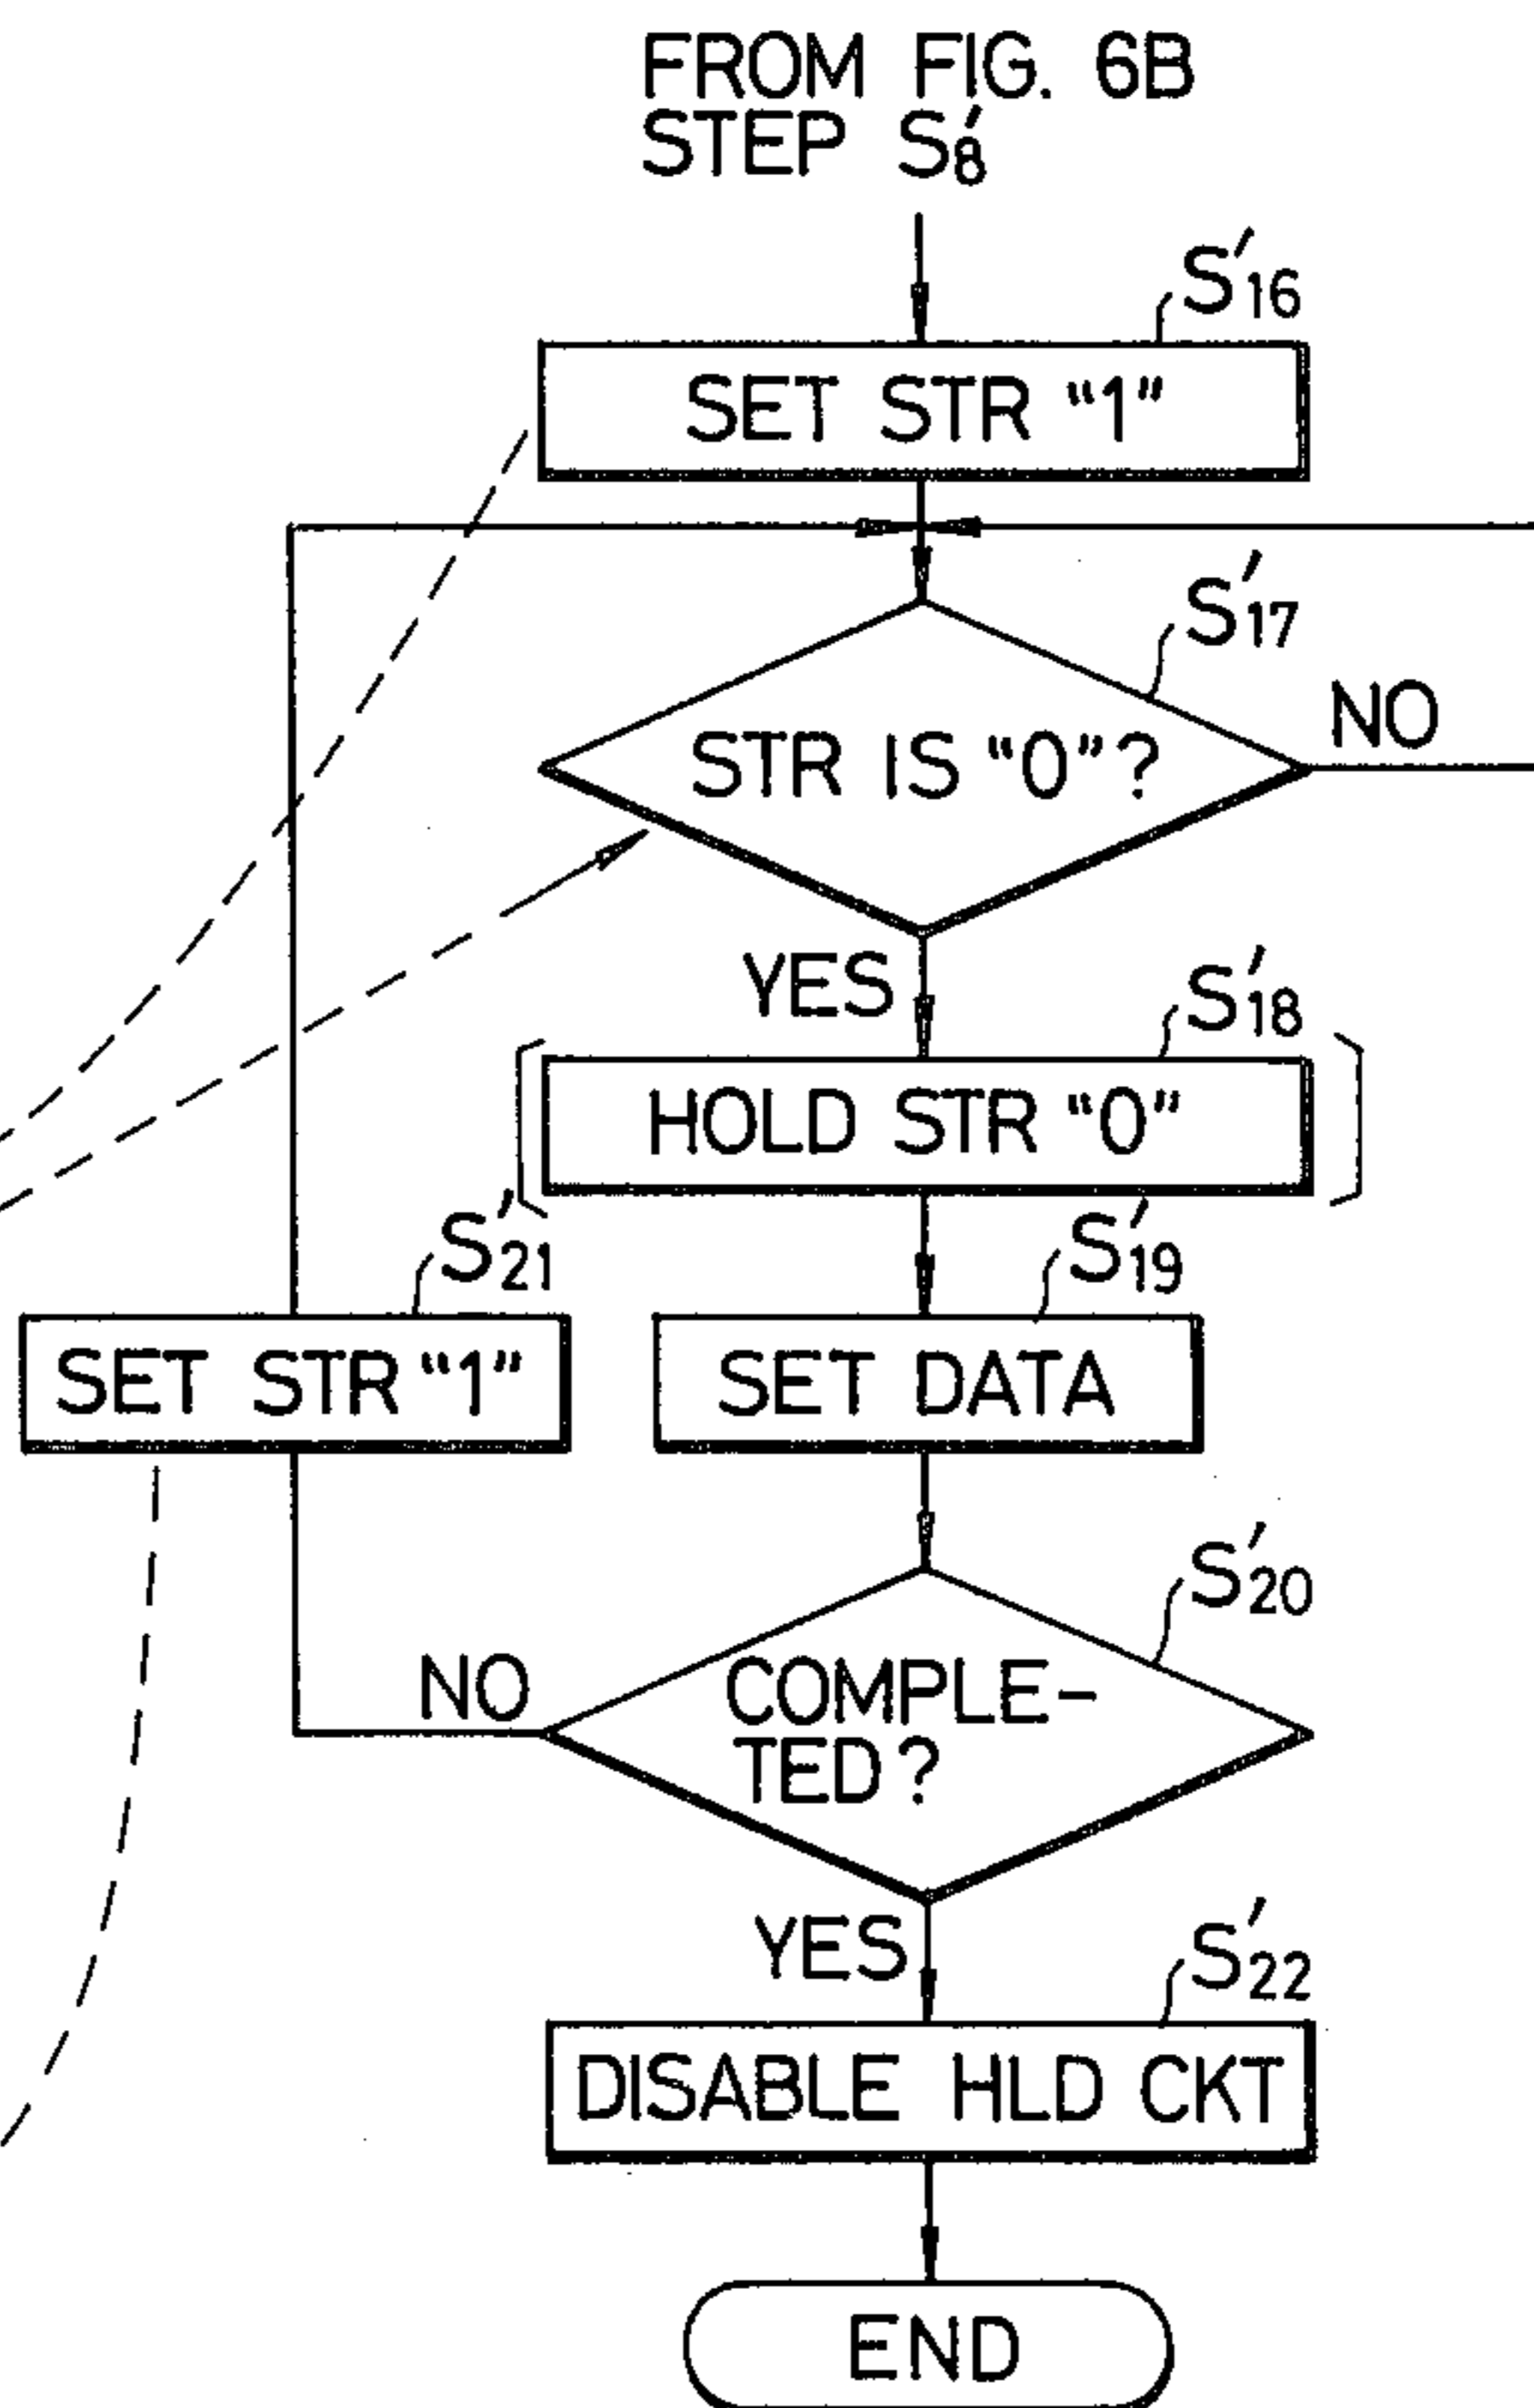 FROM FIG. 6B
STEP S'8
S'16
SET STR "1"
S'17
STR IS "0"?
NO
YES
S'18
HOLD STR "0"
S'21
S'19
SET STR "1"
SET DATA
S'20
NO
COMPLE-
TED?
YES
S'22
DISABLE HLD CKT
END